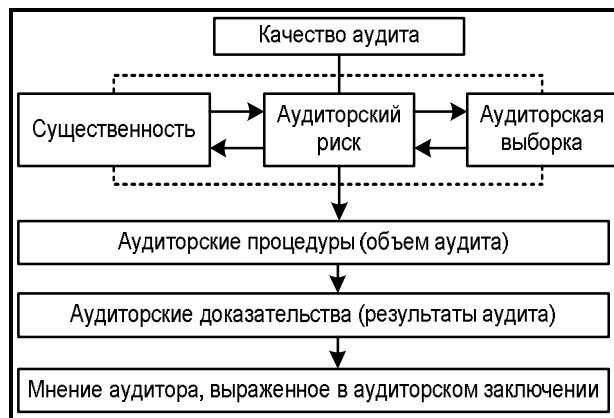 Качество аудита
Существенность
Аудиторский
риск
Аудиторская
выборка
Аудиторские процедуры (объем аудита)
Аудиторские доказательства (результаты аудита)
Мнение аудитора, выраженное в аудиторском заключении